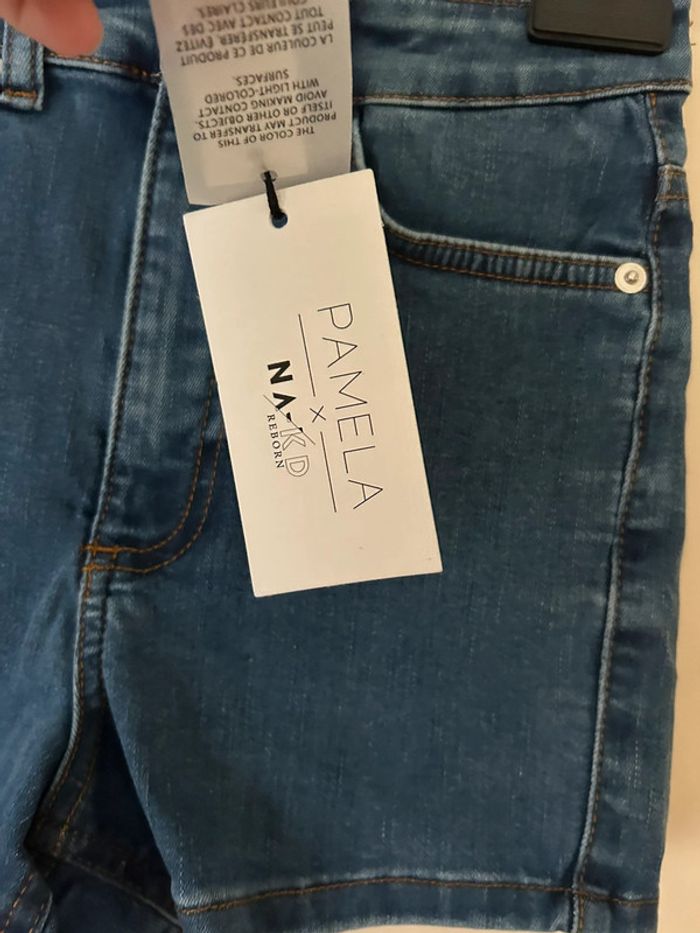 THE COLOR OF THIS
PRODUCT MAY TRANSFER TO
ITSELF OR OTHER OBJECTS.
AVOID MAKING CONTACT
WITH LIGHT-COLORED
SURFACES.
LA COULEUR DE CE PRODUIT
PEUT SE TRANSFÉRER. ÉVITEZ
TOUT CONTACT AVEC DES
COULEURS CLAIRES.
PAMELA
X
NA-KD
REBORN